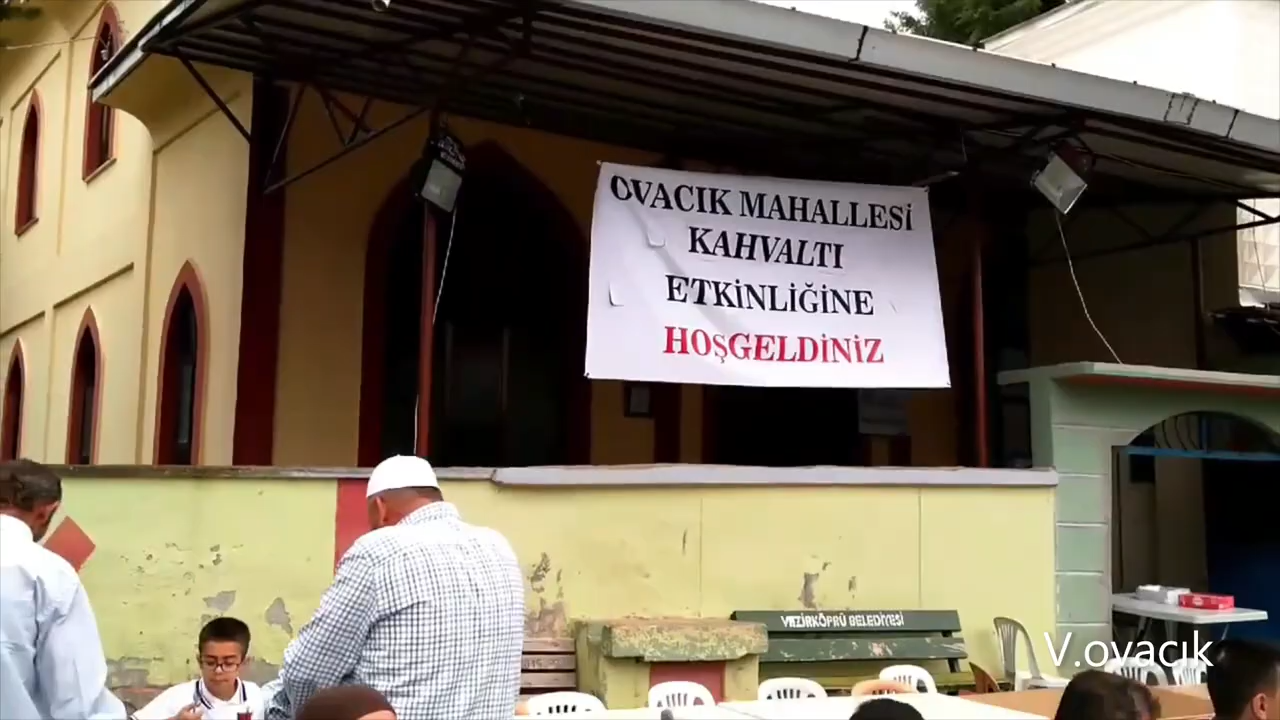 OVACIK MAHALLESİ
KAHVALTI
ETKİNLİĞİNE
HOŞGELDİNİZ
VEZİRKÖPRÜ BELEDİYESİ
V.ovacık